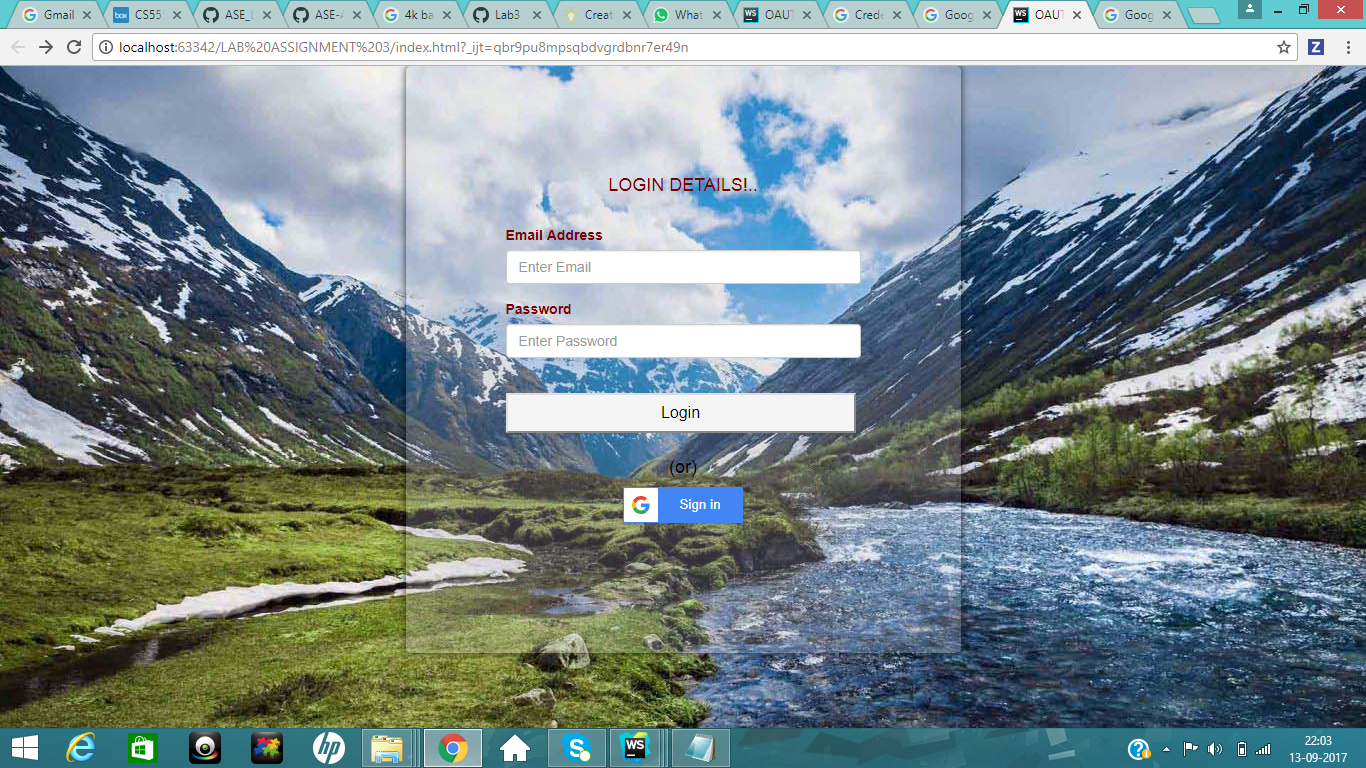 Gmail
CS55
ASE_L
ASE-A
4k ba
Lab3
Creat
What
OAUT
Crede
Goog
OAUT
Goog
localhost:63342/LAB%20ASSIGNMENT%203/index.html?_ijt=qbr9pu8mpsqbdvgrdbnr7er49n
LOGIN DETAILS!..
Email Address
Enter Email
Password
Enter Password
Login
(or)
Sign in
22:03
13-09-2017